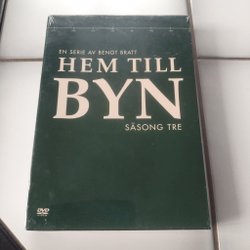 EN SERIE AV BENGT BRATT
HEM TILL
BYN
SÄSONG TRE
DVD